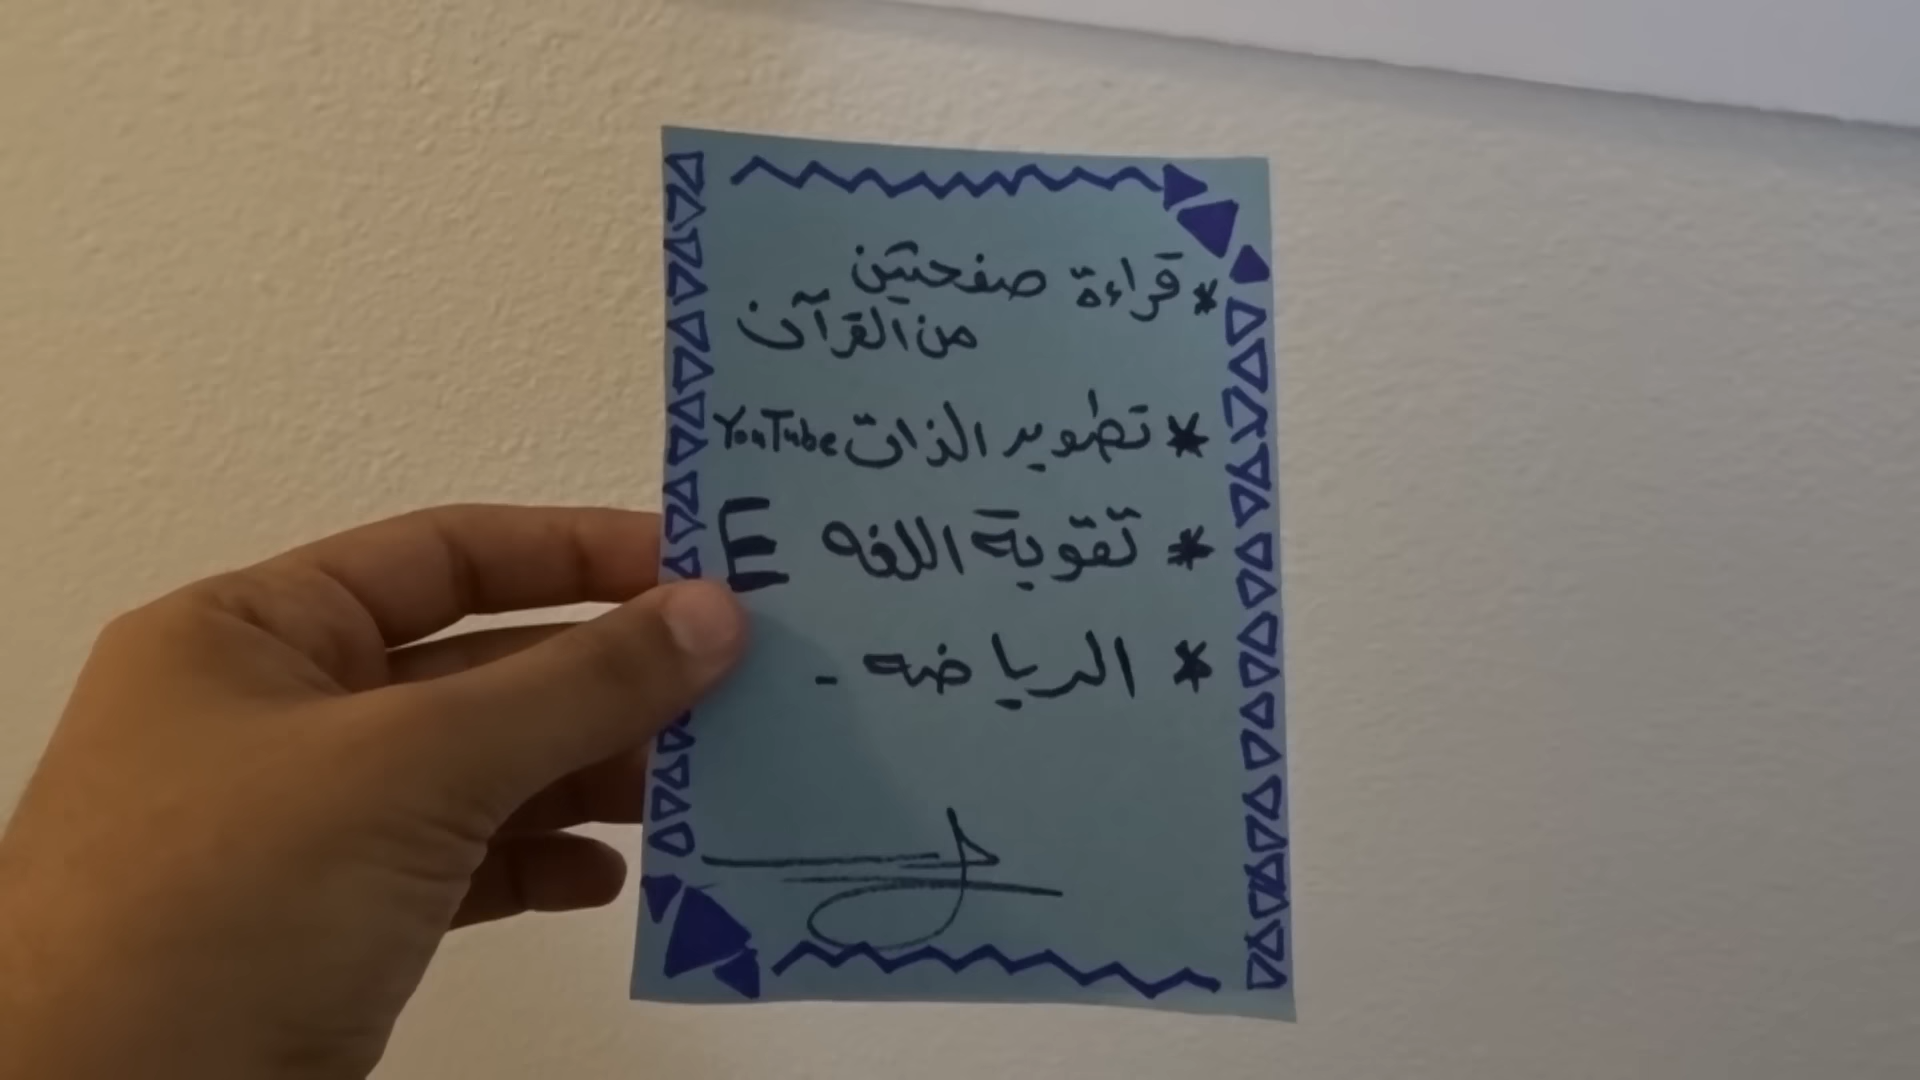 * قراءة صفحتين
من القرآن
* تطوير الذات YouTube
* تقوية اللغه E
* الرياضه -